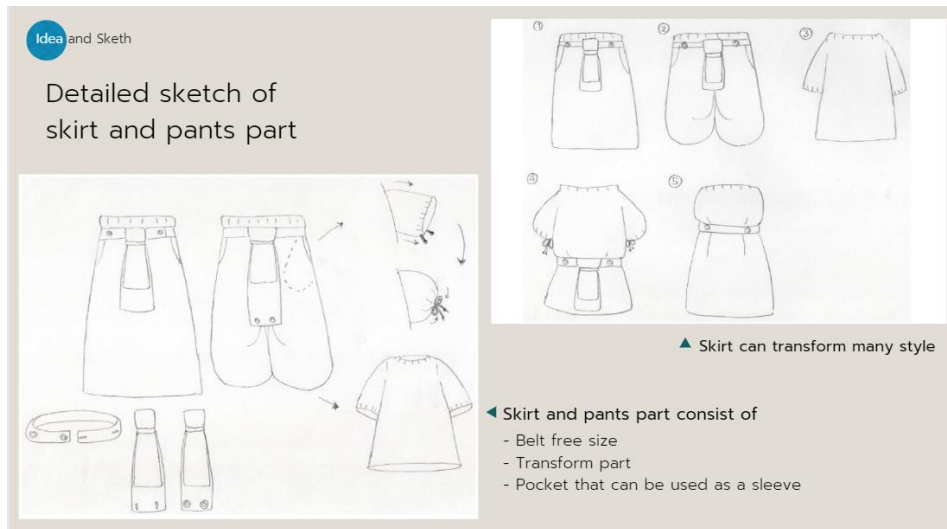 Idea and Sketh
Detailed sketch of
skirt and pants part
1
2
3
4
5
▲ Skirt can transform many style
◀ Skirt and pants part consist of
- Belt free size
- Transform part
- Pocket that can be used as a sleeve